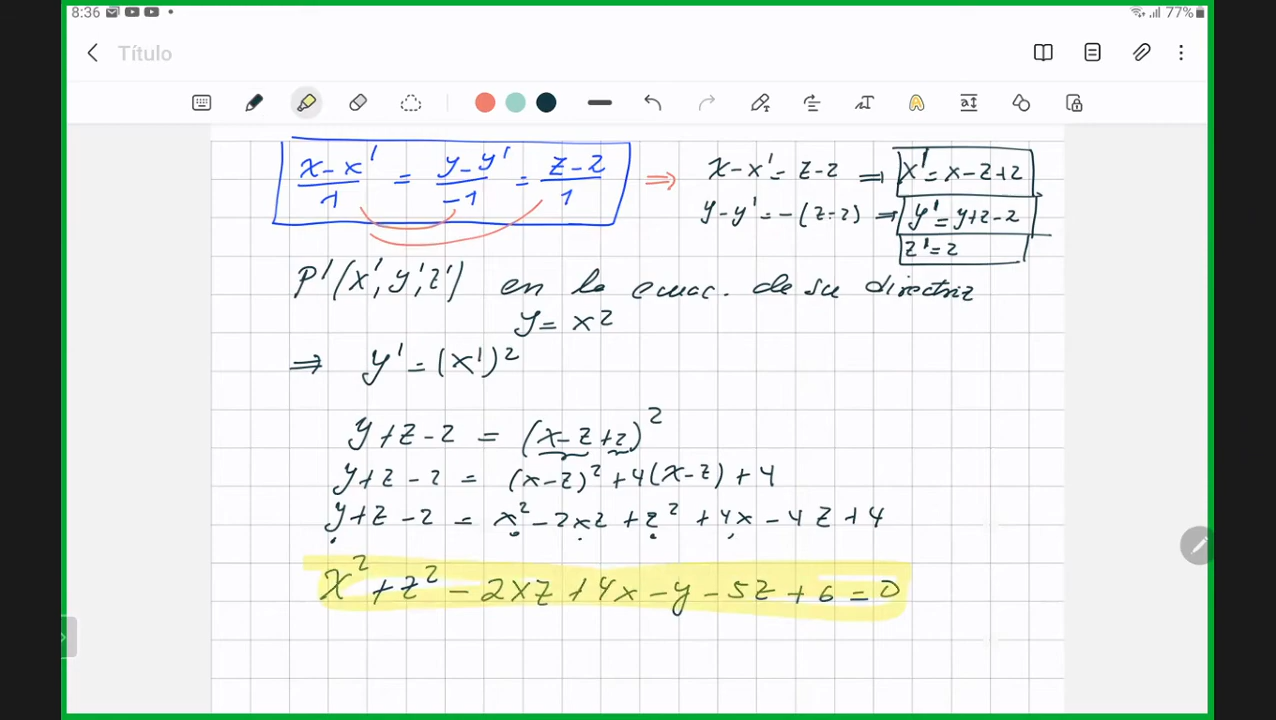 8:36 77%
Título
x-x'/1 = y-y'/-1 = z-2/1 ⇒ x-x' = z-2 ⇒ x' = x-z+2
y-y' = -(z-2) ⇒ y' = y+z-2
z' = 2
P'(x', y', z') en la ecuac. de su directriz
y = x²
⇒ y' = (x')²
y+z-2 = (x-z+2)²
y+z-2 = (x-z)² + 4(x-z) + 4
y+z-2 = x² - 2xz + z² + 4x - 4z + 4
x² + z² - 2xz + 4x - y - 5z + 6 = 0